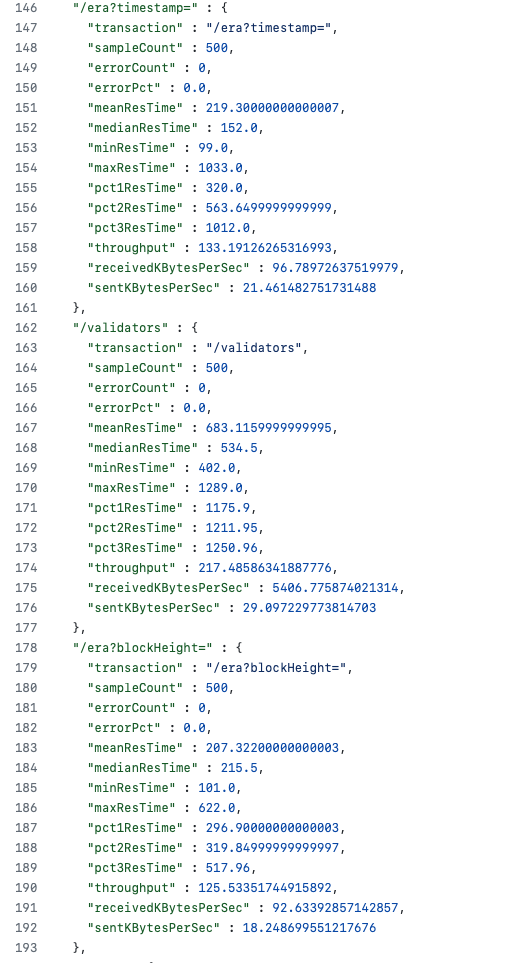 146 "/era?timestamp=" : {
147 "transaction" : "/era?timestamp=",
148 "sampleCount" : 500,
149 "errorCount" : 0,
150 "errorPct" : 0.0,
151 "meanResTime" : 219.30000000000007,
152 "medianResTime" : 152.0,
153 "minResTime" : 99.0,
154 "maxResTime" : 1033.0,
155 "pct1ResTime" : 320.0,
156 "pct2ResTime" : 563.6499999999999,
157 "pct3ResTime" : 1012.0,
158 "throughput" : 133.19126265316993,
159 "receivedKBytesPerSec" : 96.78972637519979,
160 "sentKBytesPerSec" : 21.461482751731488
161 },
162 "/validators" : {
163 "transaction" : "/validators",
164 "sampleCount" : 500,
165 "errorCount" : 0,
166 "errorPct" : 0.0,
167 "meanResTime" : 683.1159999999995,
168 "medianResTime" : 534.5,
169 "minResTime" : 402.0,
170 "maxResTime" : 1289.0,
171 "pct1ResTime" : 1175.9,
172 "pct2ResTime" : 1211.95,
173 "pct3ResTime" : 1250.96,
174 "throughput" : 217.48586341887776,
175 "receivedKBytesPerSec" : 5406.775874021314,
176 "sentKBytesPerSec" : 29.097229773814703
177 },
178 "/era?blockHeight=" : {
179 "transaction" : "/era?blockHeight=",
180 "sampleCount" : 500,
181 "errorCount" : 0,
182 "errorPct" : 0.0,
183 "meanResTime" : 207.32200000000003,
184 "medianResTime" : 215.5,
185 "minResTime" : 101.0,
186 "maxResTime" : 622.0,
187 "pct1ResTime" : 296.90000000000003,
188 "pct2ResTime" : 319.84999999999997,
189 "pct3ResTime" : 517.96,
190 "throughput" : 125.53351744915892,
191 "receivedKBytesPerSec" : 92.63392857142857,
192 "sentKBytesPerSec" : 18.248699551217676
193 },